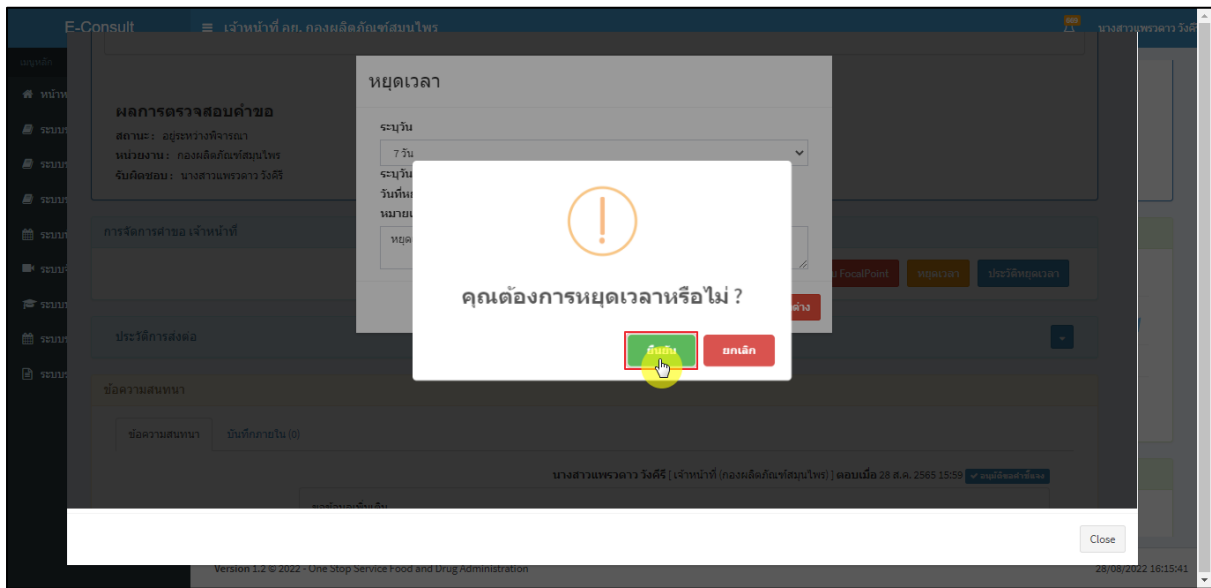 E-Consult
เจ้าหน้าที่ อย. กองผลิตภัณฑ์สมุนไพร
นางสาวแพรวดาว วังคีรี
เมนูหลัก
หยุดเวลา
ผลการตรวจสอบคำขอ
ระบุวัน
สถานะ : อยู่ระหว่างพิจารณา
7 วัน
หน่วยงาน : กองผลิตภัณฑ์สมุนไพร
รับผิดชอบ : นางสาวแพรวดาว วังคีรี
การจัดการคำขอ เจ้าหน้าที่
FocalPoint
หยุดเวลา
ประวัติหยุดเวลา
คุณต้องการหยุดเวลาหรือไม่ ?
ยืนยัน
ยกเลิก
ประวัติการส่งต่อ
ข้อความสนทนา
ข้อความสนทนา
บันทึกภายใน (0)
นางสาวแพรวดาว วังคีรี [ เจ้าหน้าที่ (กองผลิตภัณฑ์สมุนไพร) ] ตอบเมื่อ 28 ส.ค. 2565 15:59
Close
Version 1.2 © 2022 - One Stop Service Food and Drug Administration
28/08/2022 16:15:41